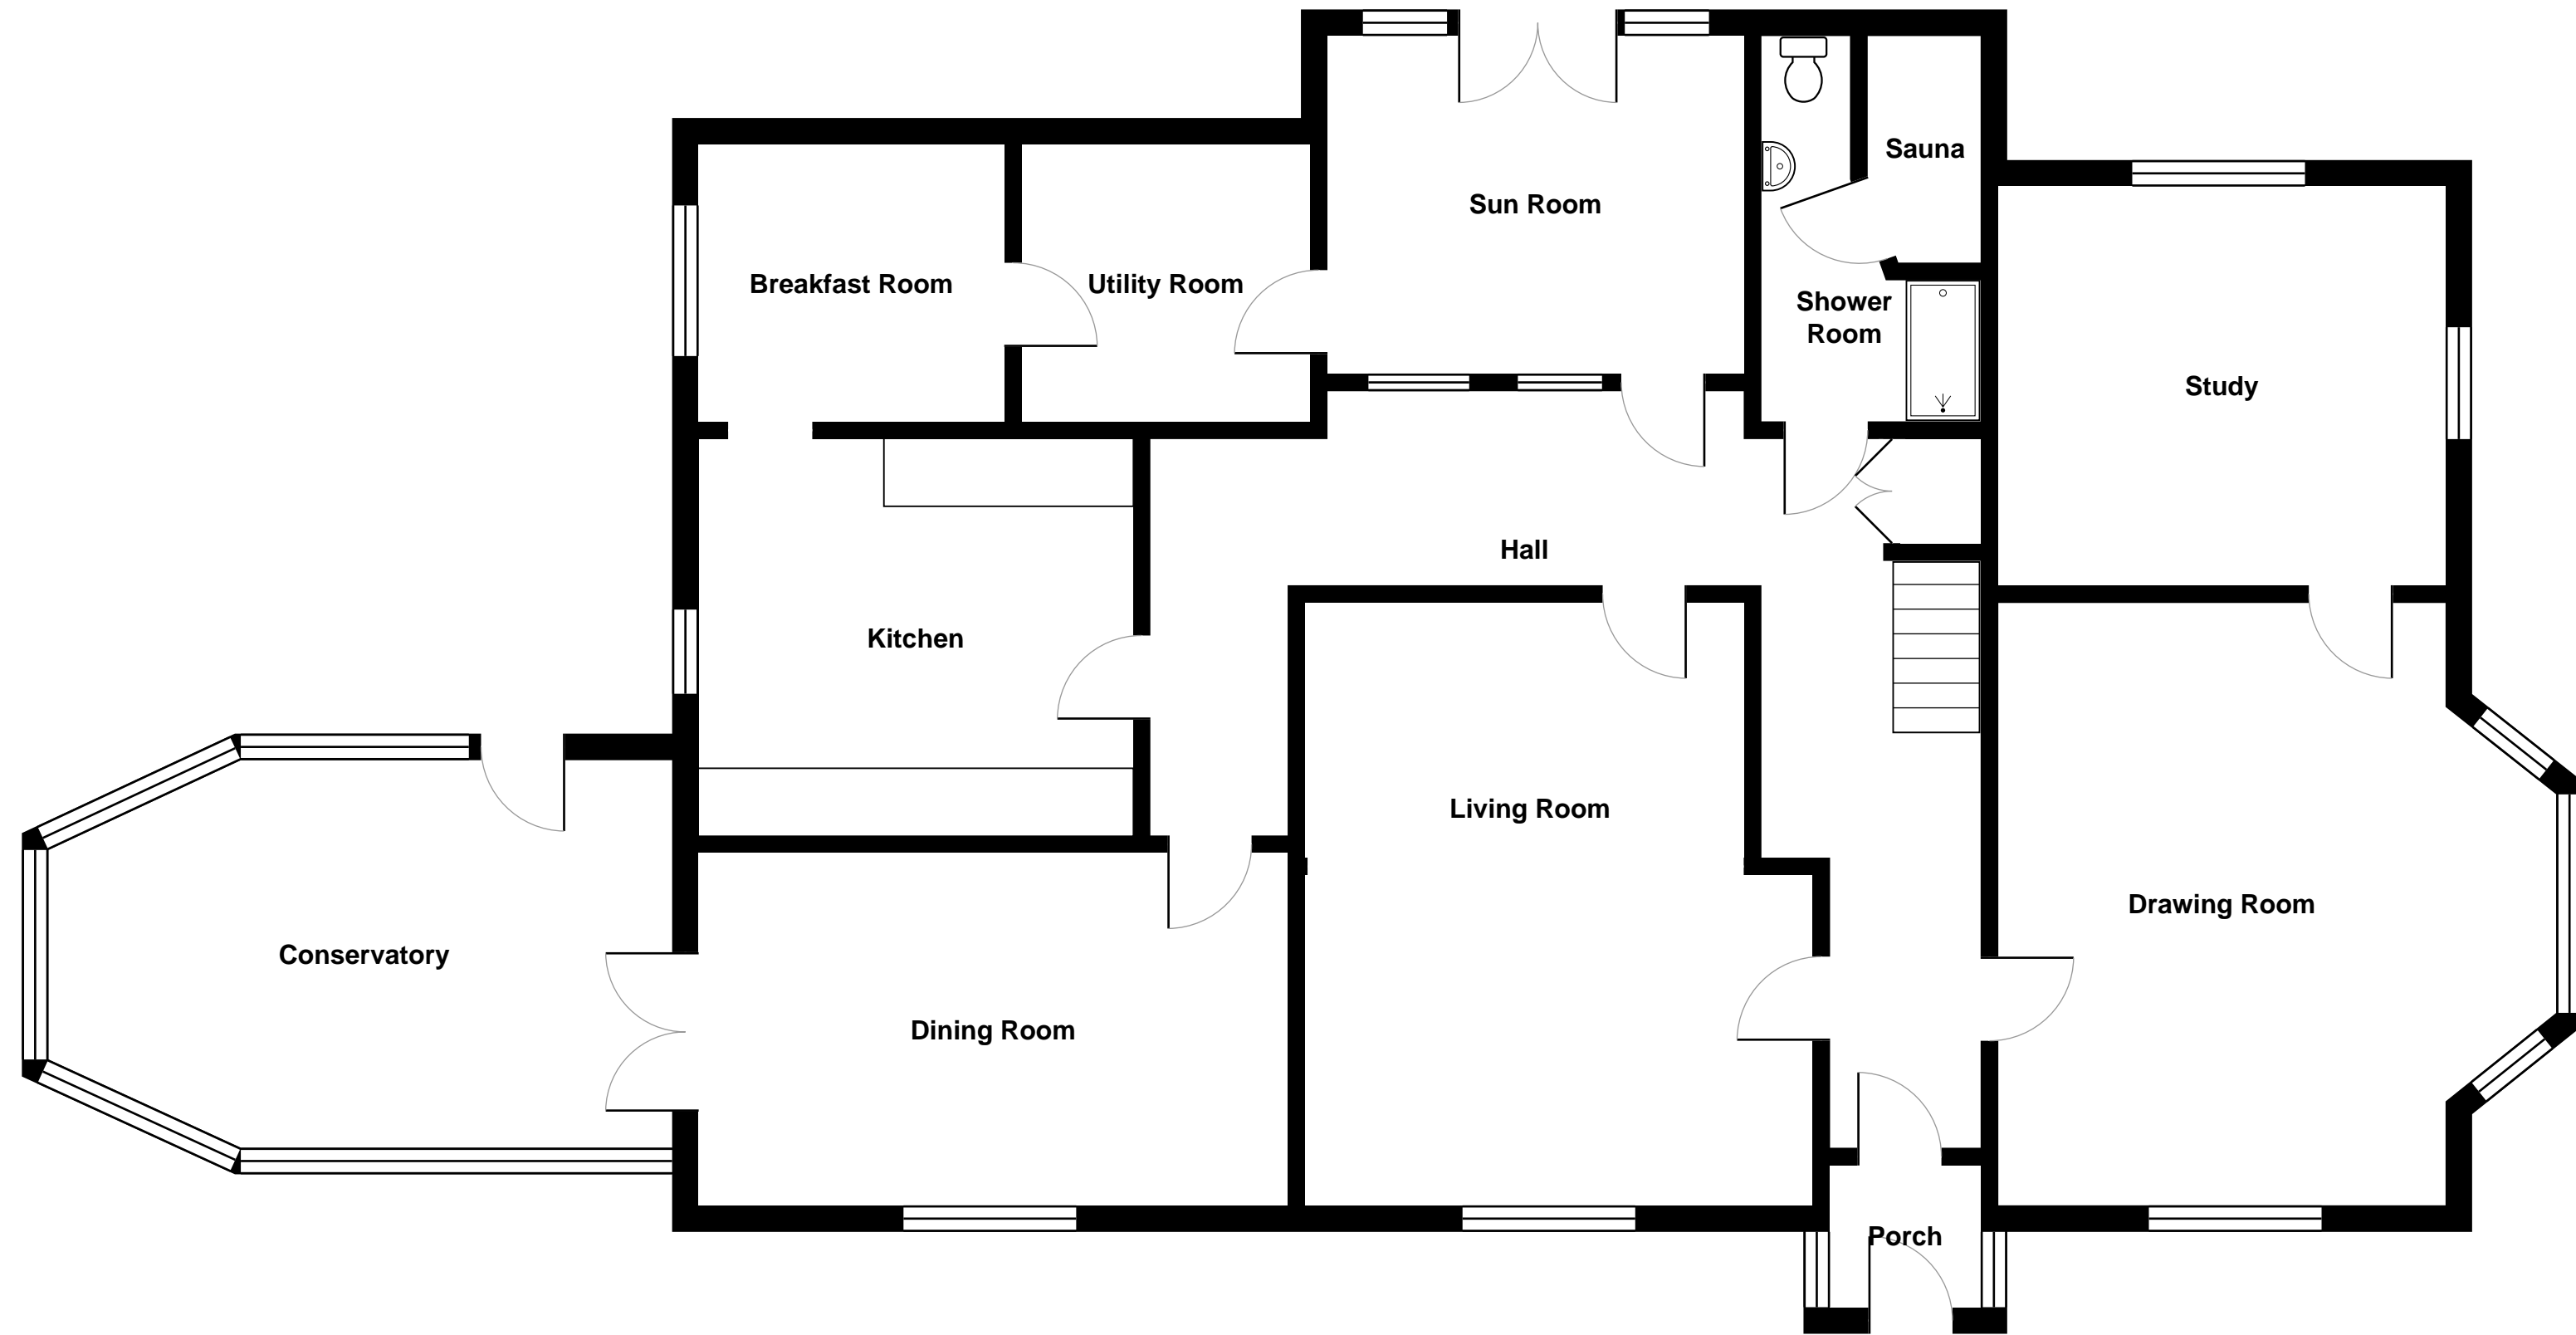 Sauna
Sun Room
Breakfast Room
Utility Room
Shower
Room
Study
Hall
Kitchen
Living Room
Drawing Room
Conservatory
Dining Room
Porch